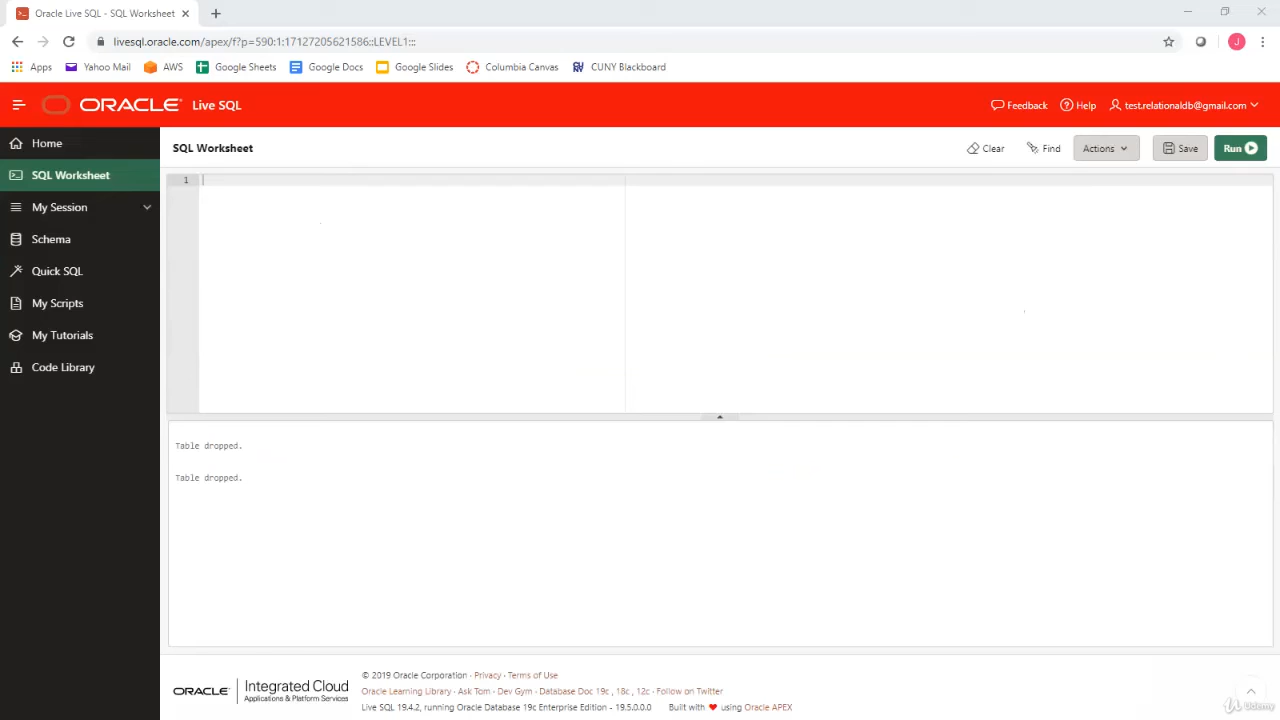 Oracle Live SQL - SQL Worksheet
livesql.oracle.com/apex/f?p=590:1:17127205621586::LEVEL1:::
J
Apps Yahoo Mail AWS Google Sheets Google Docs Google Slides Columbia Canvas CUNY Blackboard
ORACLE Live SQL Feedback Help test.relationaldb@gmail.com
Home
SQL Worksheet
My Session
Schema
Quick SQL
My Scripts
My Tutorials
Code Library
SQL Worksheet Clear Find Actions Save Run
1
Table dropped.
Table dropped.
ORACLE Integrated Cloud
Applications & Platform Services
© 2019 Oracle Corporation · Privacy · Terms of Use
Oracle Learning Library · Ask Tom · Dev Gym · Database Doc 19c , 18c , 12c · Follow on Twitter
Live SQL 19.4.2, running Oracle Database 19c Enterprise Edition - 19.5.0.0.0 Built with ❤ using Oracle APEX
Udemy